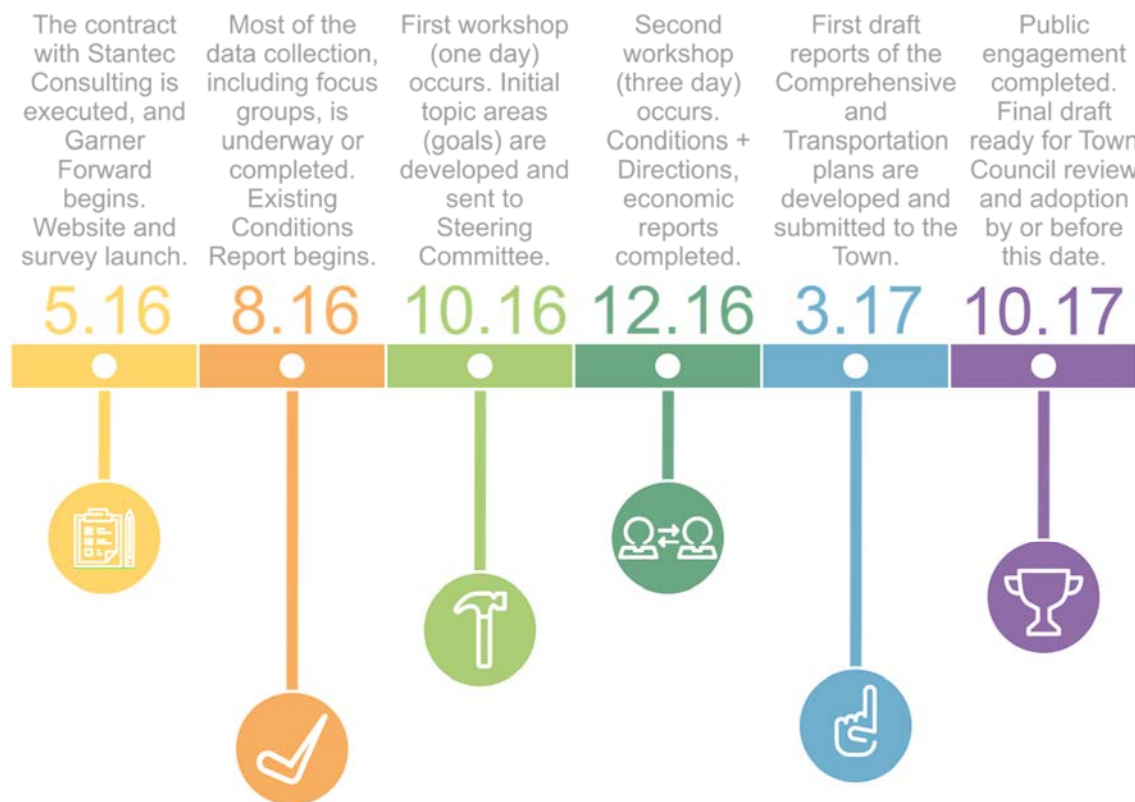 The contract
with Stantec
Consulting is
executed, and
Garner
Forward
begins.
Website and
survey launch.
5.16
Most of the
data collection,
including focus
groups, is
underway or
completed.
Existing
Conditions
Report begins.
8.16
First workshop
(one day)
occurs. Initial
topic areas
(goals) are
developed and
sent to
Steering
Committee.
10.16
Second
workshop
(three day)
occurs.
Conditions +
Directions,
economic
reports
completed.
12.16
First draft
reports of the
Comprehensive
and
Transportation
plans are
developed and
submitted to the
Town.
3.17
Public
engagement
completed.
Final draft
ready for Town
Council review
and adoption
by or before
this date.
10.17